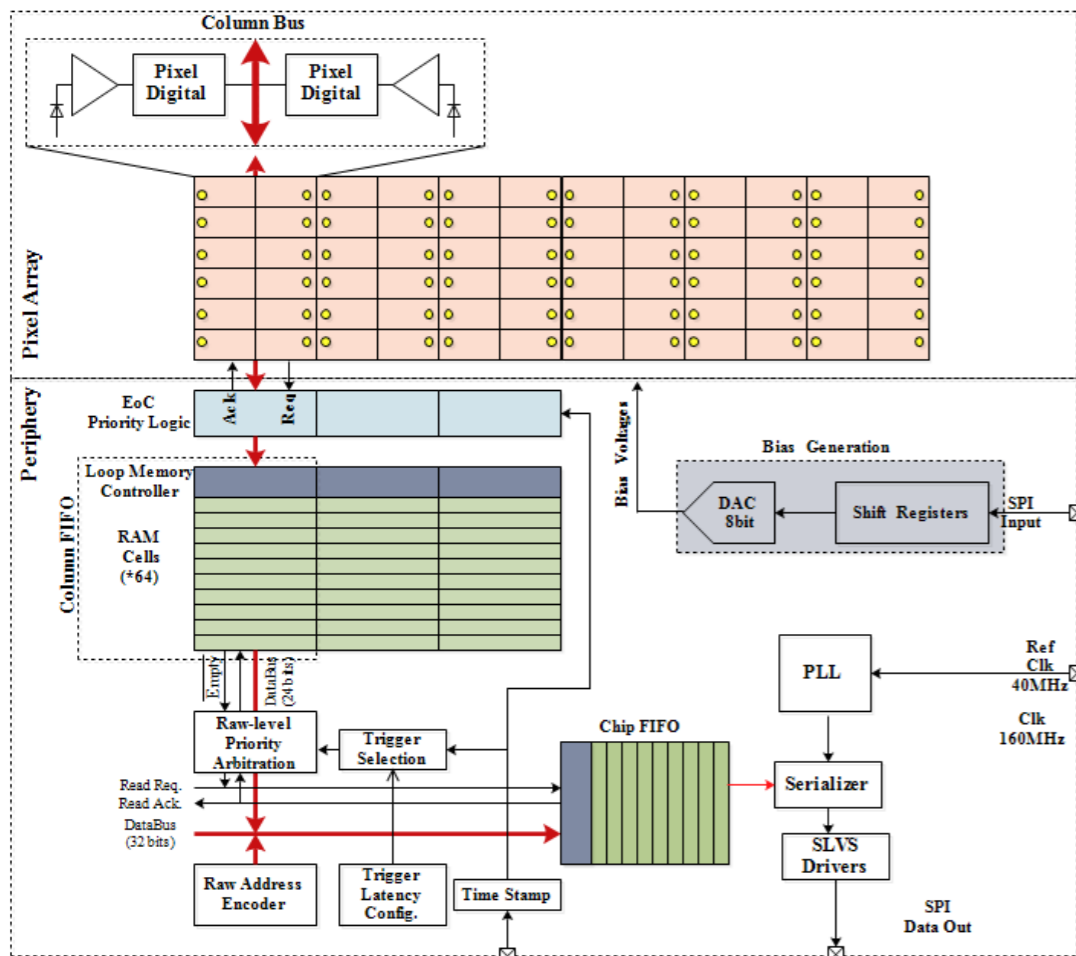 Column Bus
Pixel
Digital
Pixel
Digital
Pixel Array
Periphery
EoC
Priority Logic
Ack
Req
Bias Voltages
Bias Generation
DAC
8bit
Shift Registers
SPI
Input
Column FIFO
Loop Memory
Controller
RAM
Cells
(*64)
Empty
DataBus
(24 bits)
Raw-level
Priority
Arbitration
Trigger
Selection
Chip FIFO
PLL
Ref
Clk
40MHz
Clk
160MHz
Read Req.
Read Ack.
DataBus
(32 bits)
Serializer
SLVS
Drivers
Raw Address
Encoder
Trigger
Latency
Config.
Time Stamp
SPI
Data Out